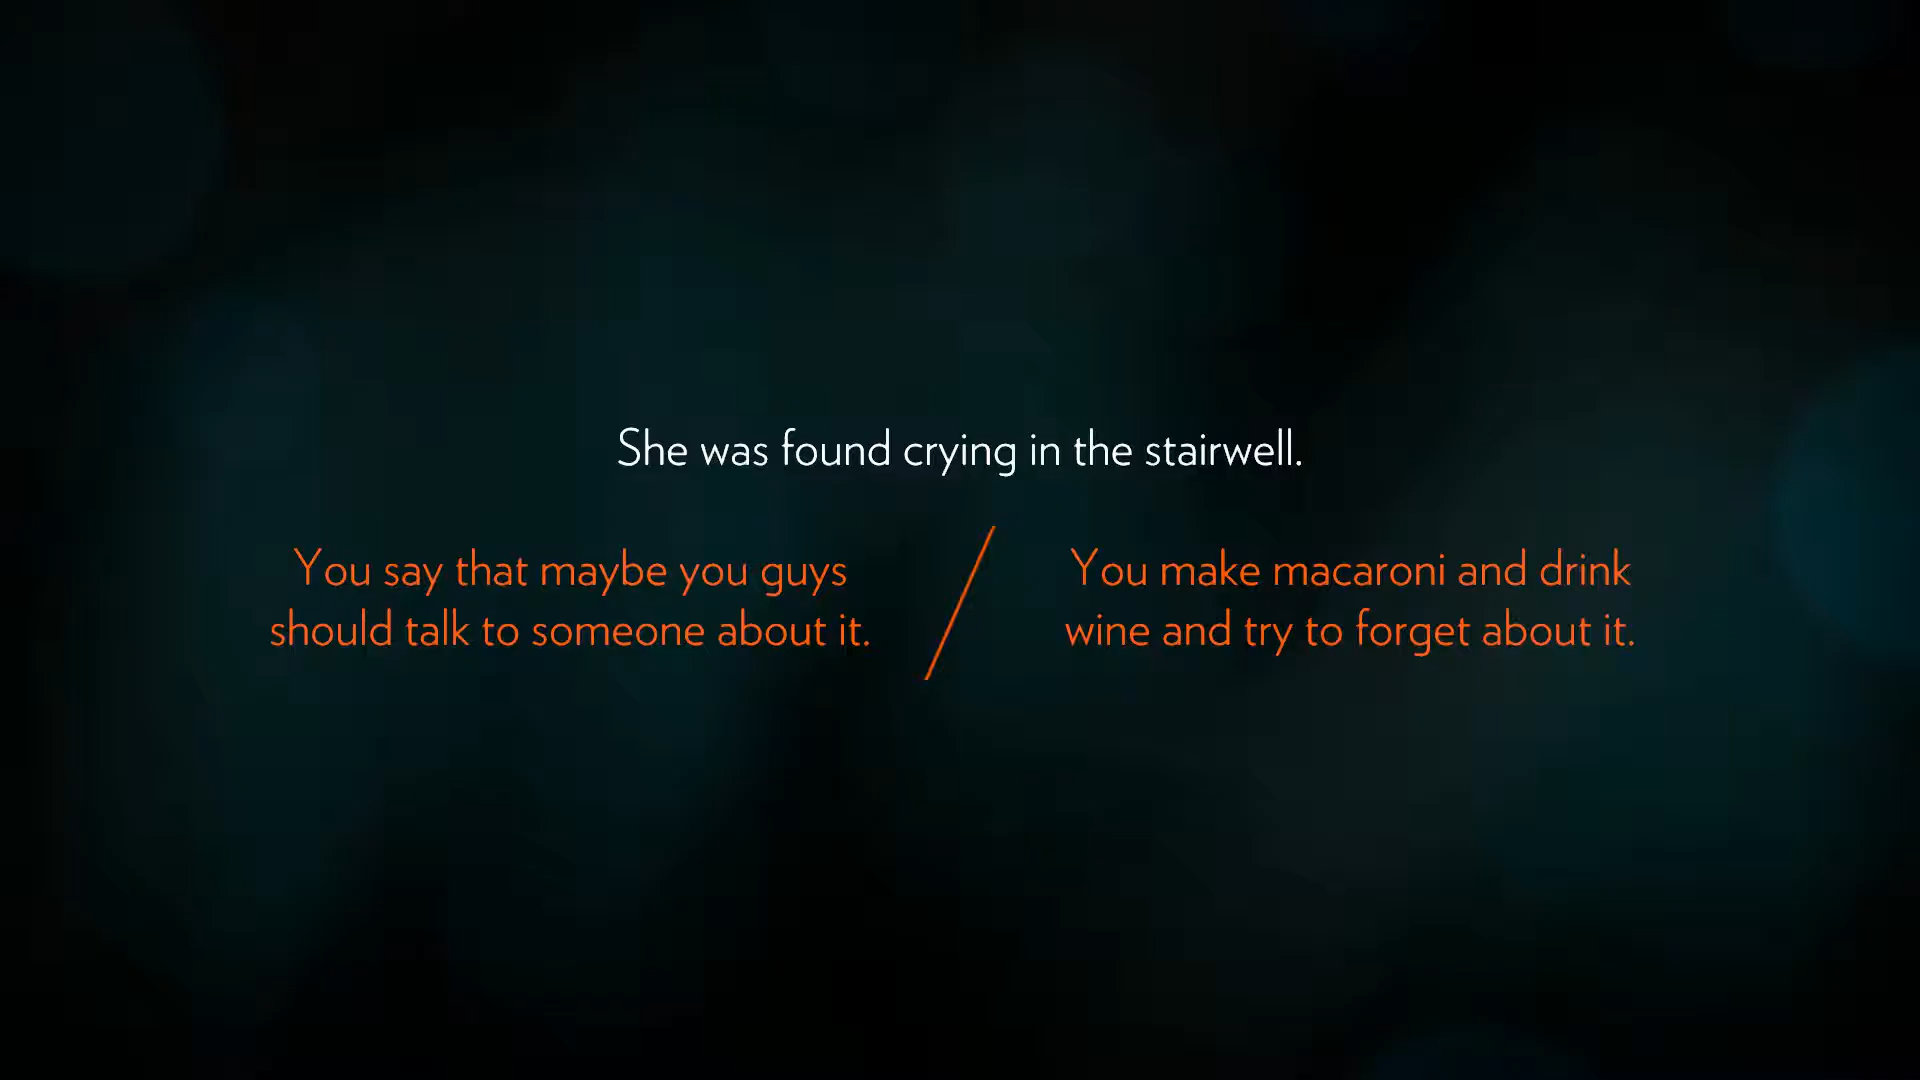 She was found crying in the stairwell.
You say that maybe you guys
should talk to someone about it.
You make macaroni and drink
wine and try to forget about it.